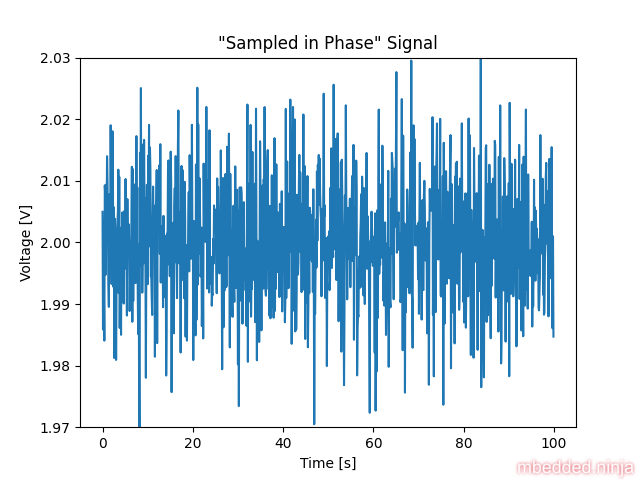 "Sampled in Phase" Signal
2.03
2.02
2.01
2.00
1.99
1.98
1.97
Voltage [V]
0 20 40 60 80 100
Time [s]
mbedded.ninja